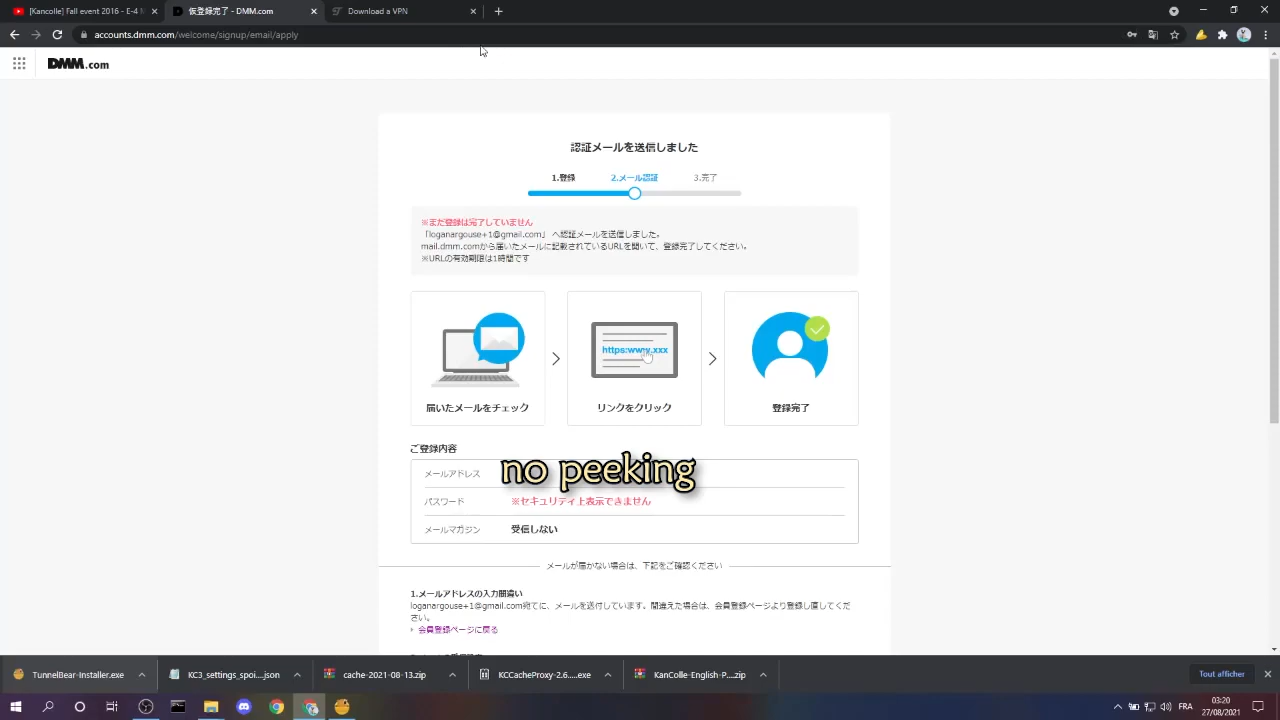 [Kancolle] Fall event 2016 - E-4 M
仮登録完了 - DMM.com
Download a VPN
accounts.dmm.com/welcome/signup/email/apply
DMM.com
認証メールを送信しました
1.登録
2.メール認証
3.完了
※まだ登録は完了していません
「loganargouse+1@gmail.com」 へ認証メールを送信しました。
mail.dmm.comから届いたメールに記載されているURLを開いて、登録完了してください。
※URLの有効期限は1時間です
https:www.xxx
届いたメールをチェック
リンクをクリック
登録完了
ご登録内容
メールアドレス
no peeking
パスワード
※セキュリティ上表示できません
メールマガジン
受信しない
メールが届かない場合は、下記をご確認ください
1.メールアドレスの入力間違い
loganargouse+1@gmail.com宛てに、メールを送付しています。間違えた場合は、会員登録ページより登録し直してくだ
さい。
会員登録ページに戻る
TunnelBear-Installer.exe
KC3_settings_spoi....json
cache-2021-08-13.zip
KCCacheProxy-2.6.....exe
KanColle-English-P....zip
Tout afficher
FRA
03:20
27/08/2021